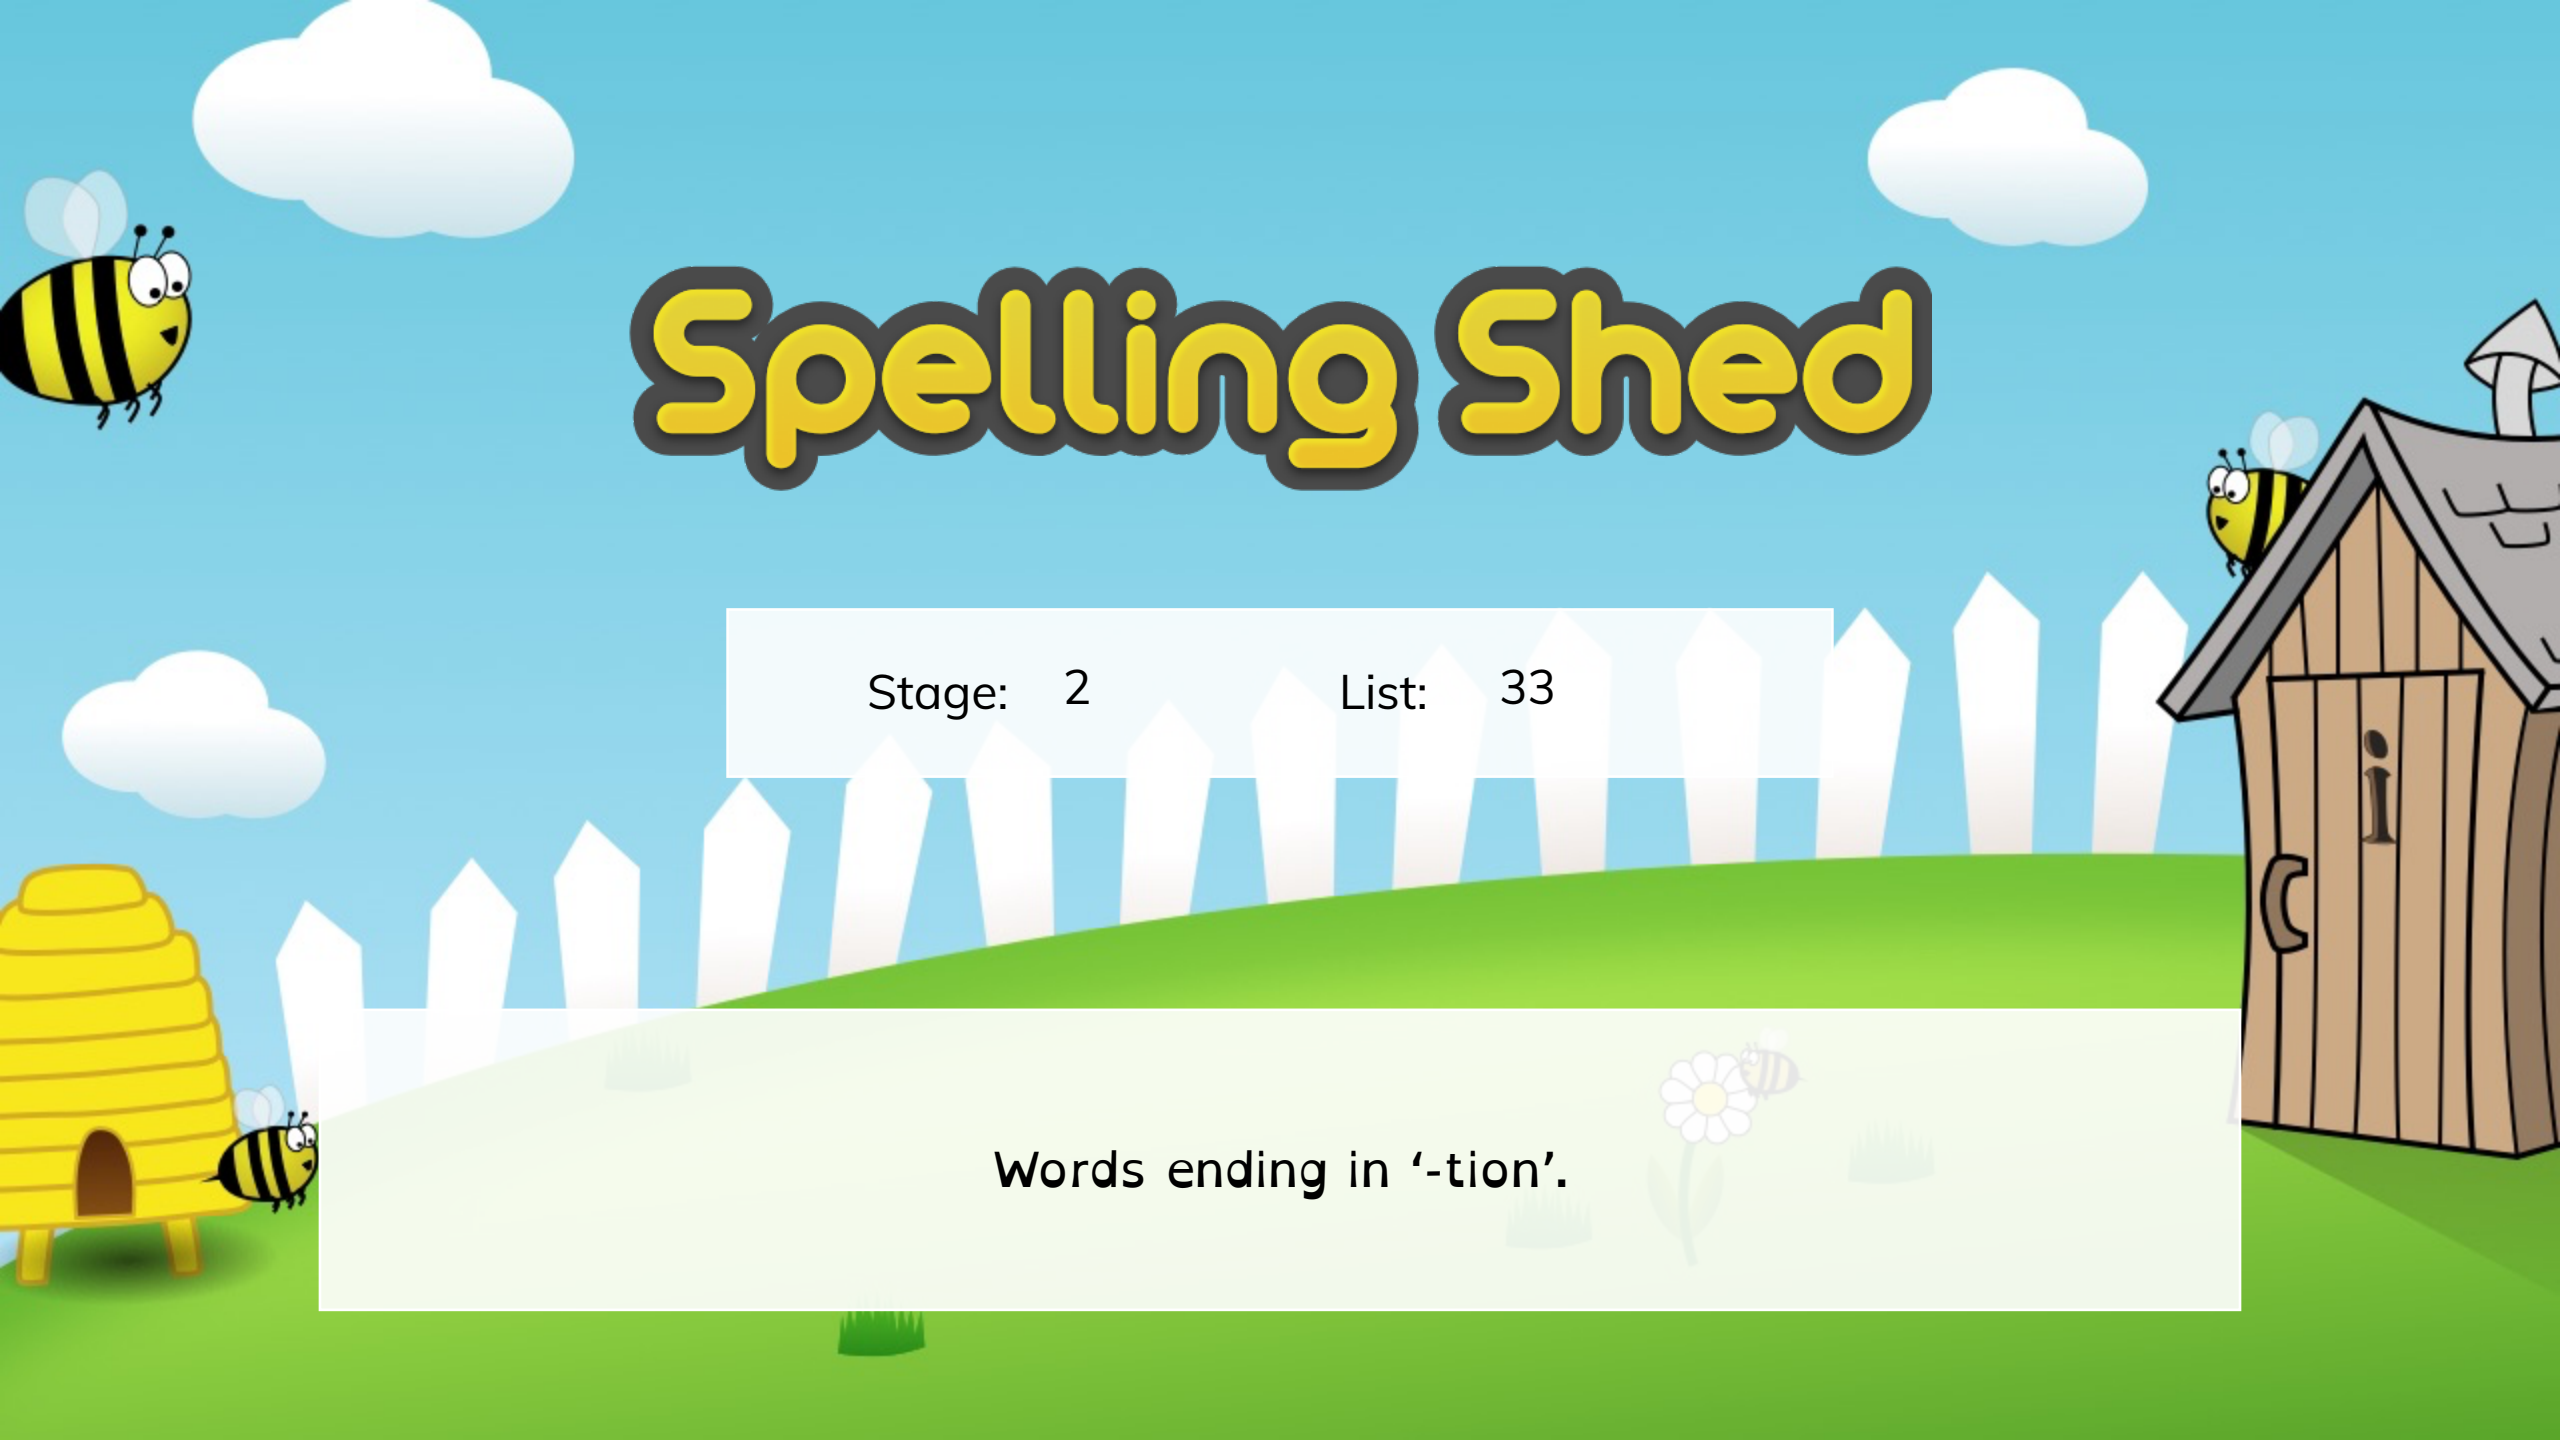 Spelling Shed
Stage: 2 List: 33
i
Words ending in ‘-tion’.